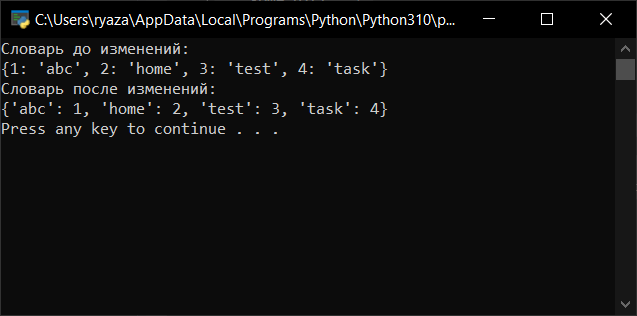 C:\Users\ryaza\AppData\Local\Programs\Python\Python310\p...
Словарь до изменений:
{1: 'abc', 2: 'home', 3: 'test', 4: 'task'}
Словарь после изменений:
{'abc': 1, 'home': 2, 'test': 3, 'task': 4}
Press any key to continue . . .